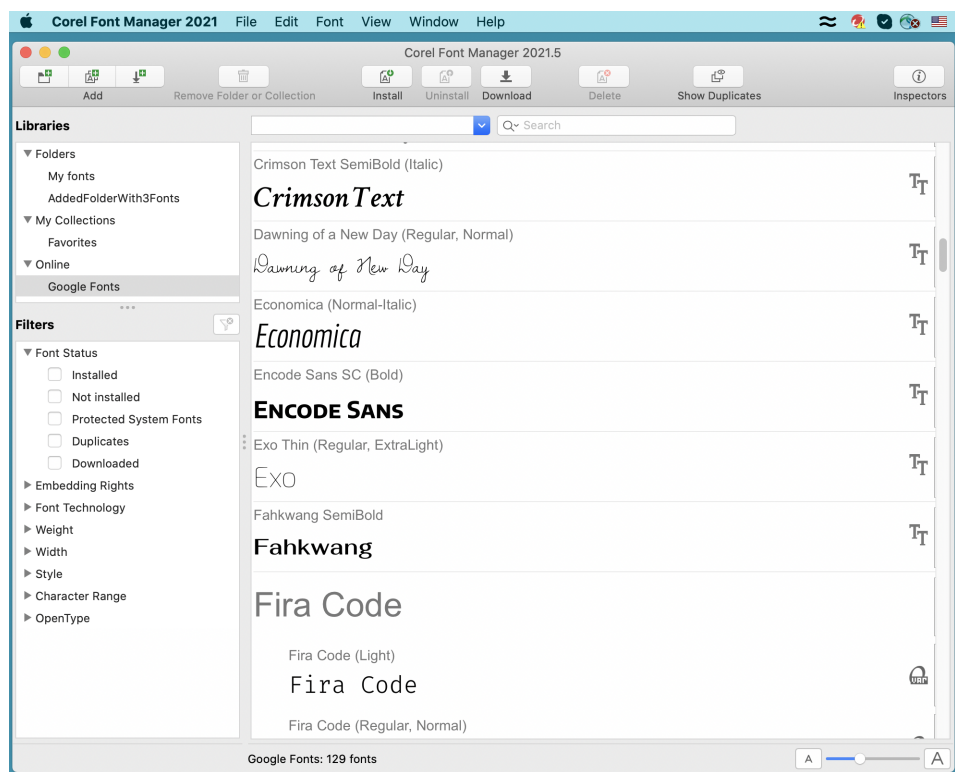 Corel Font Manager 2021 File Edit Font View Window Help
Corel Font Manager 2021.5
Add Remove Folder or Collection Install Uninstall Download Delete Show Duplicates Inspectors
Libraries
Search
Folders
My fonts
AddedFolderWith3Fonts
My Collections
Favorites
Online
Google Fonts
Filters
Font Status
Installed
Not installed
Protected System Fonts
Duplicates
Downloaded
Embedding Rights
Font Technology
Weight
Width
Style
Character Range
OpenType
Crimson Text SemiBold (Italic)
Crimson Text
Dawning of a New Day (Regular, Normal)
Dawning of New Day
Economica (Normal-Italic)
Economica
Encode Sans SC (Bold)
Encode Sans
Exo Thin (Regular, ExtraLight)
Exo
Fahkwang SemiBold
Fahkwang
Fira Code
Fira Code (Light)
Fira Code
VAR
Fira Code (Regular, Normal)
Google Fonts: 129 fonts
A A